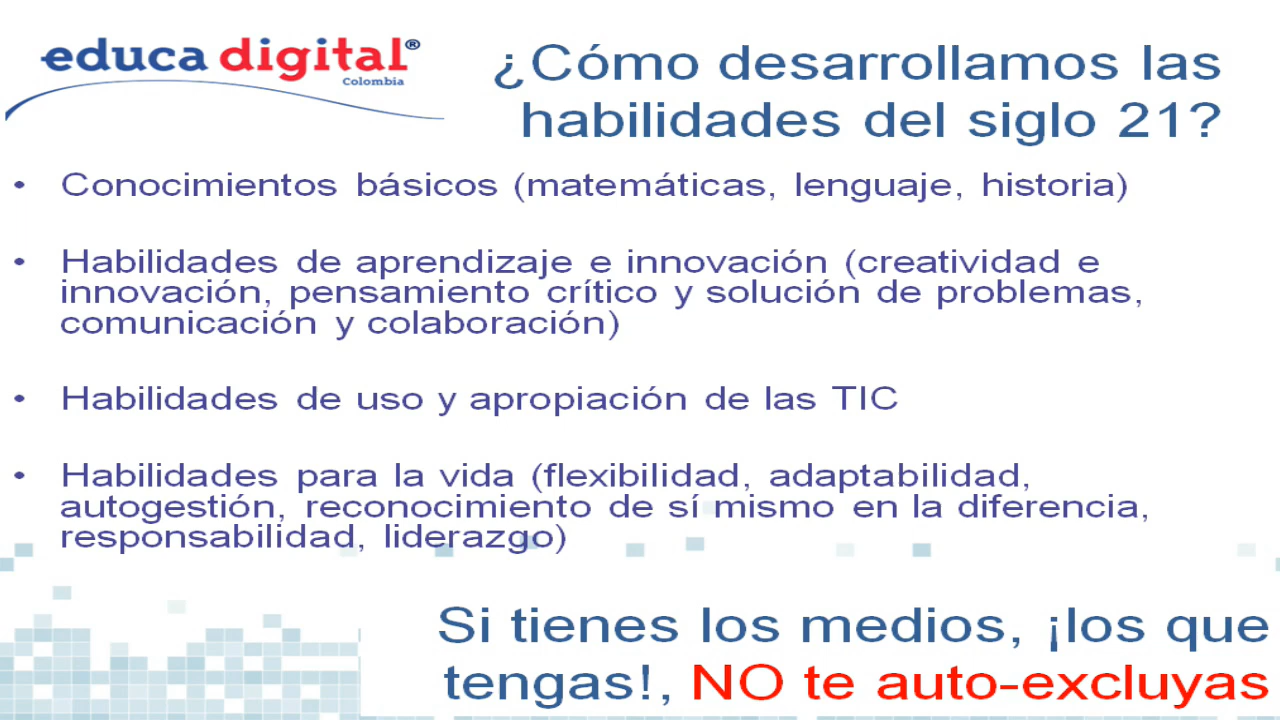 educa digital®
Colombia
¿Cómo desarrollamos las
habilidades del siglo 21?
• Conocimientos básicos (matemáticas, lenguaje, historia)
• Habilidades de aprendizaje e innovación (creatividad e
innovación, pensamiento crítico y solución de problemas,
comunicación y colaboración)
• Habilidades de uso y apropiación de las TIC
• Habilidades para la vida (flexibilidad, adaptabilidad,
autogestión, reconocimiento de sí mismo en la diferencia,
responsabilidad, liderazgo)
Si tienes los medios, ¡los que
tengas!, NO te auto-excluyas